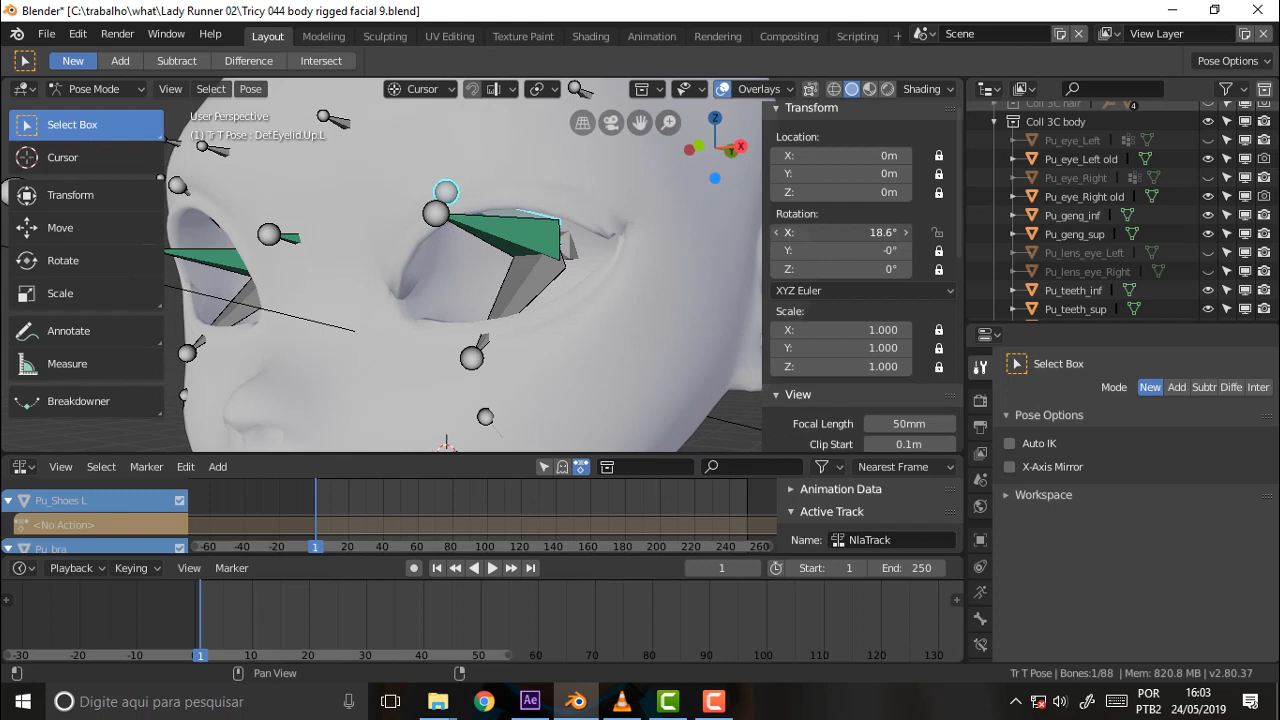 Blender* [C:\trabalho\what\Lady Runner 02\Tricy 044 body rigged facial 9.blend]
File Edit Render Window Help Layout Modeling Sculpting UV Editing Texture Paint Shading Animation Rendering Compositing Scripting + Scene View Layer
New Add Subtract Difference Intersect Pose Options
Pose Mode View Select Pose Cursor Overlays Shading
User Perspective
(1) Tr T Pose : Def.Eyelid.Up.L
Select Box
Cursor
Transform
Move
Rotate
Scale
Annotate
Measure
Breakdowner
Z
X
Y
Transform
Location:
X: 0m
Y: 0m
Z: 0m
Rotation:
X: 18.6°
Y: -0°
Z: 0°
XYZ Euler
Scale:
X: 1.000
Y: 1.000
Z: 1.000
View
Focal Length 50mm
Clip Start 0.1m
Coll 3C hair 4
Coll 3C body
Pu_eye_Left
Pu_eye_Left old
Pu_eye_Right
Pu_eye_Right old
Pu_geng_inf
Pu_geng_sup
Pu_lens_eye_Left
Pu_lens_eye_Right
Pu_teeth_inf
Pu_teeth_sup
Select Box
Mode New Add Subtr Diffe Inter
Pose Options
Auto IK
X-Axis Mirror
Workspace
View Select Marker Edit Add Nearest Frame
Pu_Shoes L
<No Action>
Pu_bra
-60 -40 -20 1 20 40 60 80 100 120 140 160 180 200 220 240 260
Animation Data
Active Track
Name: NlaTrack
Playback Keying View Marker 1 Start: 1 End: 250
-30 -20 -10 1 10 20 30 40 50 60 70 80 90 100 110 120 130
Pan View
Tr T Pose | Bones:1/88 | Mem: 820.8 MB | v2.80.37
Digite aqui para pesquisar
Ae
POR
PTB2
16:03
24/05/2019